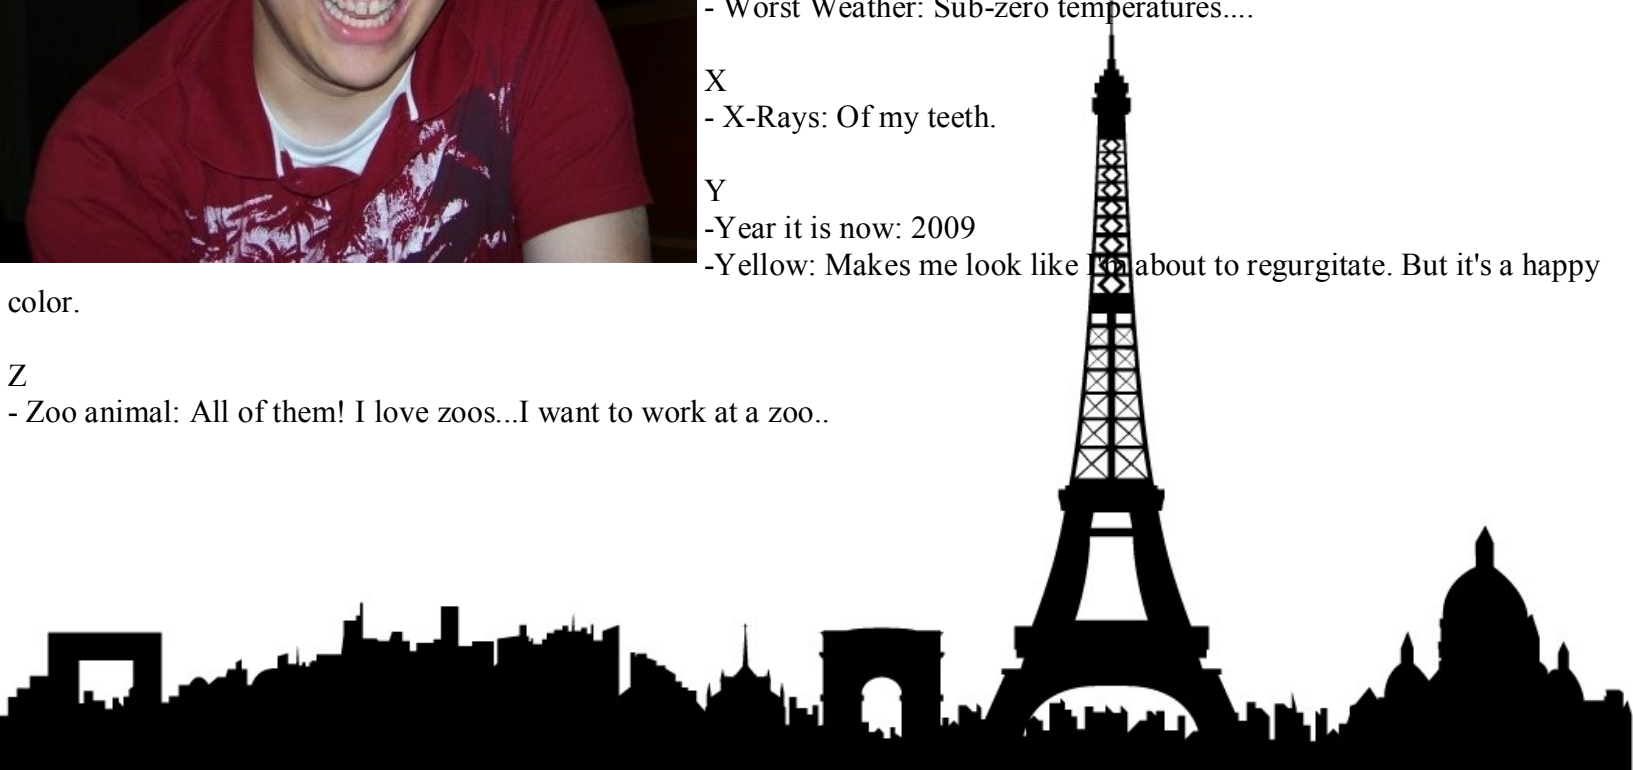 - Worst Weather: Sub-zero temperatures....
X
- X-Rays: Of my teeth.
Y
-Year it is now: 2009
-Yellow: Makes me look like I'm about to regurgitate. But it's a happy
color.
Z
- Zoo animal: All of them! I love zoos...I want to work at a zoo..